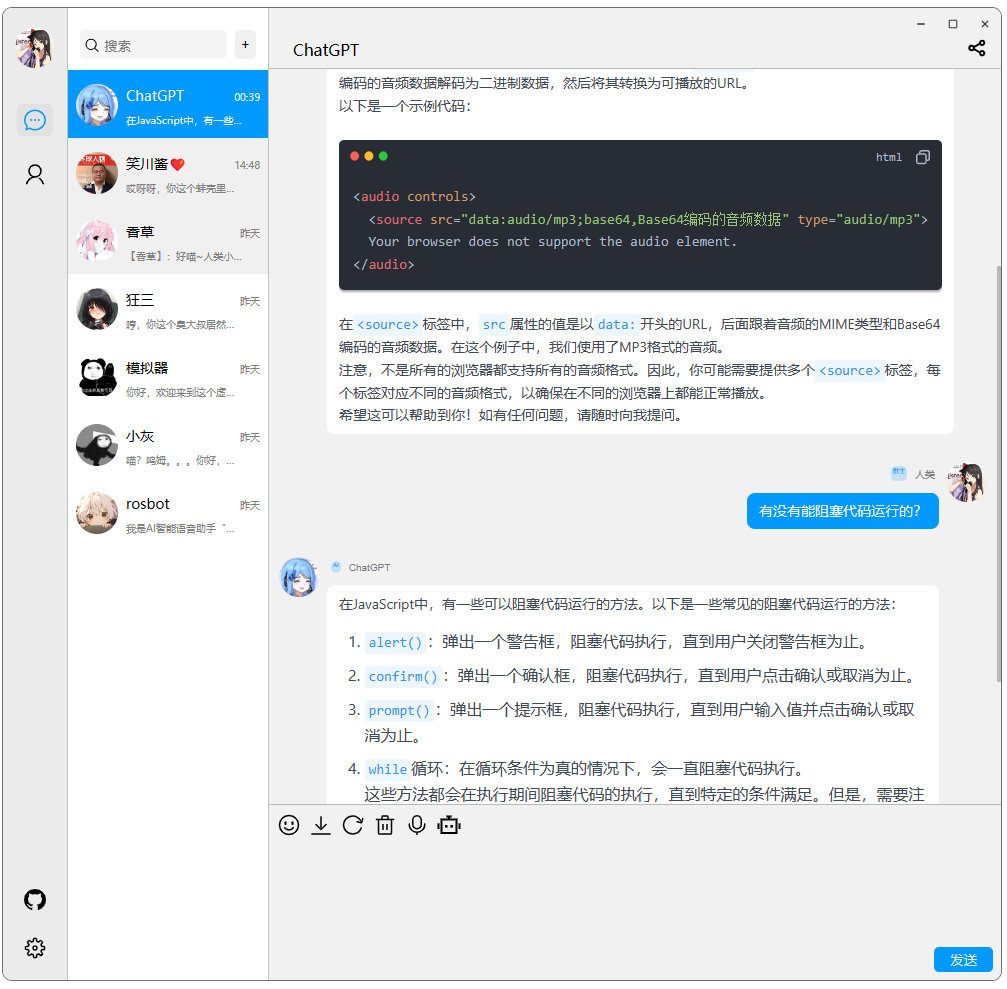 搜索
+
ChatGPT
00:39
在JavaScript中，有一些...
笑川酱❤️
14:48
哎呀呀，你这个蚌壳里...
香草
昨天
【香草】：好喵~人类小...
狂三
昨天
哼，你这个臭大叔居然...
模拟器
昨天
你好，欢迎来到这个虚...
小灰
昨天
喵？呜姆。。。你好，...
rosbot
昨天
我是AI智能语音助手“...
ChatGPT
编码的音频数据解码为二进制数据，然后将其转换为可播放的URL。
以下是一个示例代码：
html
<audio controls>
<source src="data:audio/mp3;base64,Base64编码的音频数据" type="audio/mp3">
Your browser does not support the audio element.
</audio>
在 <source> 标签中， src 属性的值是以 data: 开头的URL，后面跟着音频的MIME类型和Base64
编码的音频数据。在这个例子中，我们使用了MP3格式的音频。
注意，不是所有的浏览器都支持所有的音频格式。因此，你可能需要提供多个 <source> 标签，每
个标签对应不同的音频格式，以确保在不同的浏览器上都能正常播放。
希望这可以帮助到你！如有任何问题，请随时向我提问。
人类
有没有能阻塞代码运行的？
ChatGPT
在JavaScript中，有一些可以阻塞代码运行的方法。以下是一些常见的阻塞代码运行的方法：
1. alert() ：弹出一个警告框，阻塞代码执行，直到用户关闭警告框为止。
2. confirm() ：弹出一个确认框，阻塞代码执行，直到用户点击确认或取消为止。
3. prompt() ：弹出一个提示框，阻塞代码执行，直到用户输入值并点击确认或取
消为止。
4. while 循环：在循环条件为真的情况下，会一直阻塞代码执行。
这些方法都会在执行期间阻塞代码的执行，直到特定的条件满足。但是，需要注
发送